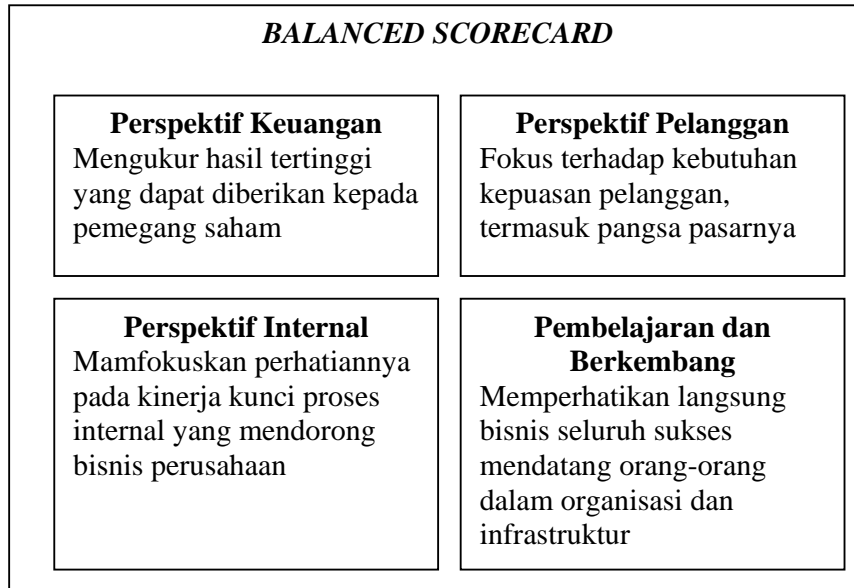 BALANCED SCORECARD
Perspektif Keuangan
Mengukur hasil tertinggi
yang dapat diberikan kepada
pemegang saham
Perspektif Pelanggan
Fokus terhadap kebutuhan
kepuasan pelanggan,
termasuk pangsa pasarnya
Perspektif Internal
Mamfokuskan perhatiannya
pada kinerja kunci proses
internal yang mendorong
bisnis perusahaan
Pembelajaran dan
Berkembang
Memperhatikan langsung
bisnis seluruh sukses
mendatang orang-orang
dalam organisasi dan
infrastruktur